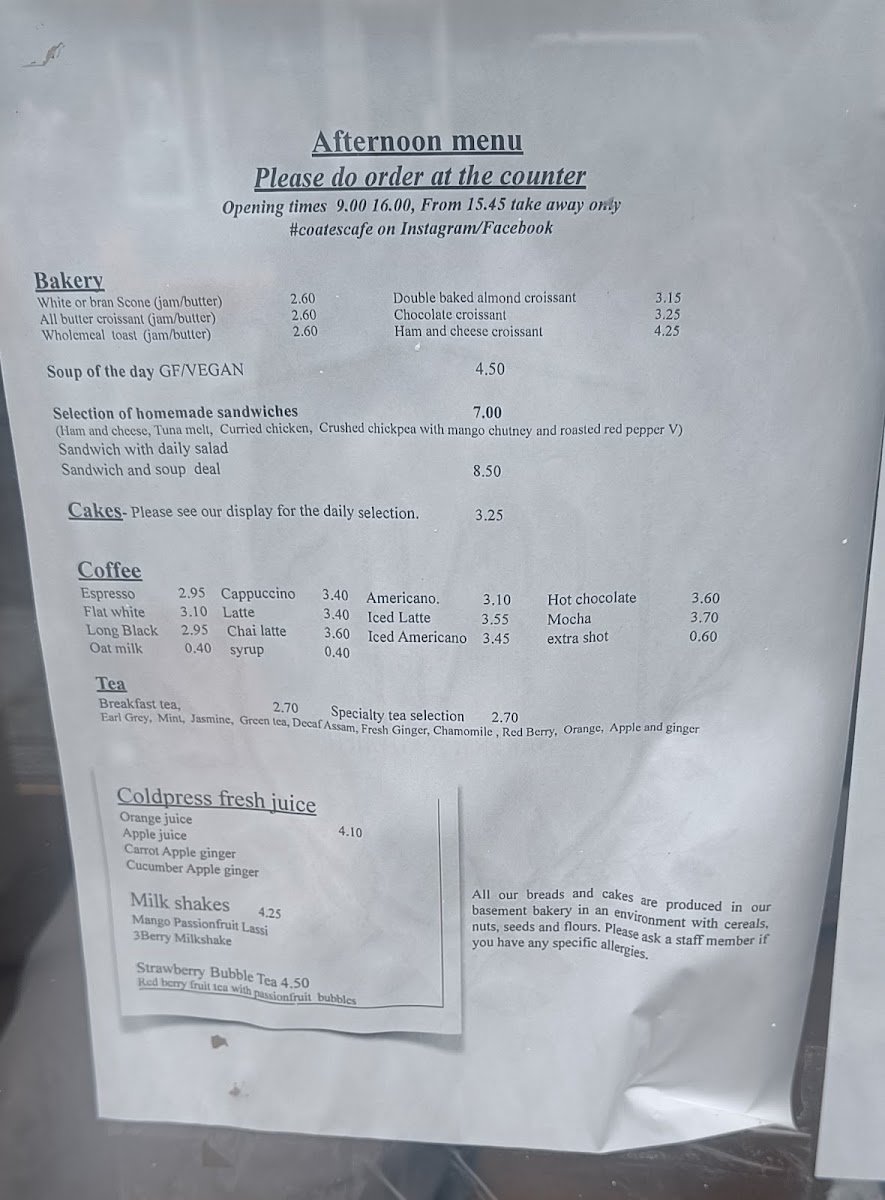 Afternoon menu
Please do order at the counter
Opening times 9.00 16.00, From 15.45 take away only
#coatescafe on Instagram/Facebook
Bakery
White or bran Scone (jam/butter) 2.60 Double baked almond croissant 3.15
All butter croissant (jam/butter) 2.60 Chocolate croissant 3.25
Wholemeal toast (jam/butter) 2.60 Ham and cheese croissant 4.25
Soup of the day GF/VEGAN 4.50
Selection of homemade sandwiches 7.00
(Ham and cheese, Tuna melt, Curried chicken, Crushed chickpea with mango chutney and roasted red pepper V)
Sandwich with daily salad
Sandwich and soup deal 8.50
Cakes- Please see our display for the daily selection. 3.25
Coffee
Espresso 2.95 Cappuccino 3.40 Americano. 3.10 Hot chocolate 3.60
Flat white 3.10 Latte 3.40 Iced Latte 3.55 Mocha 3.70
Long Black 2.95 Chai latte 3.60 Iced Americano 3.45 extra shot 0.60
Oat milk 0.40 syrup 0.40
Tea
Breakfast tea, 2.70 Specialty tea selection 2.70
Earl Grey, Mint, Jasmine, Green tea, Decaf Assam, Fresh Ginger, Chamomile , Red Berry, Orange, Apple and ginger
Coldpress fresh juice
Orange juice
Apple juice 4.10
Carrot Apple ginger
Cucumber Apple ginger
Milk shakes 4.25
Mango Passionfruit Lassi
3Berry Milkshake
Strawberry Bubble Tea 4.50
Red berry fruit tea with passionfruit bubbles
All our breads and cakes are produced in our
basement bakery in an environment with cereals,
nuts, seeds and flours. Please ask a staff member if
you have any specific allergies.